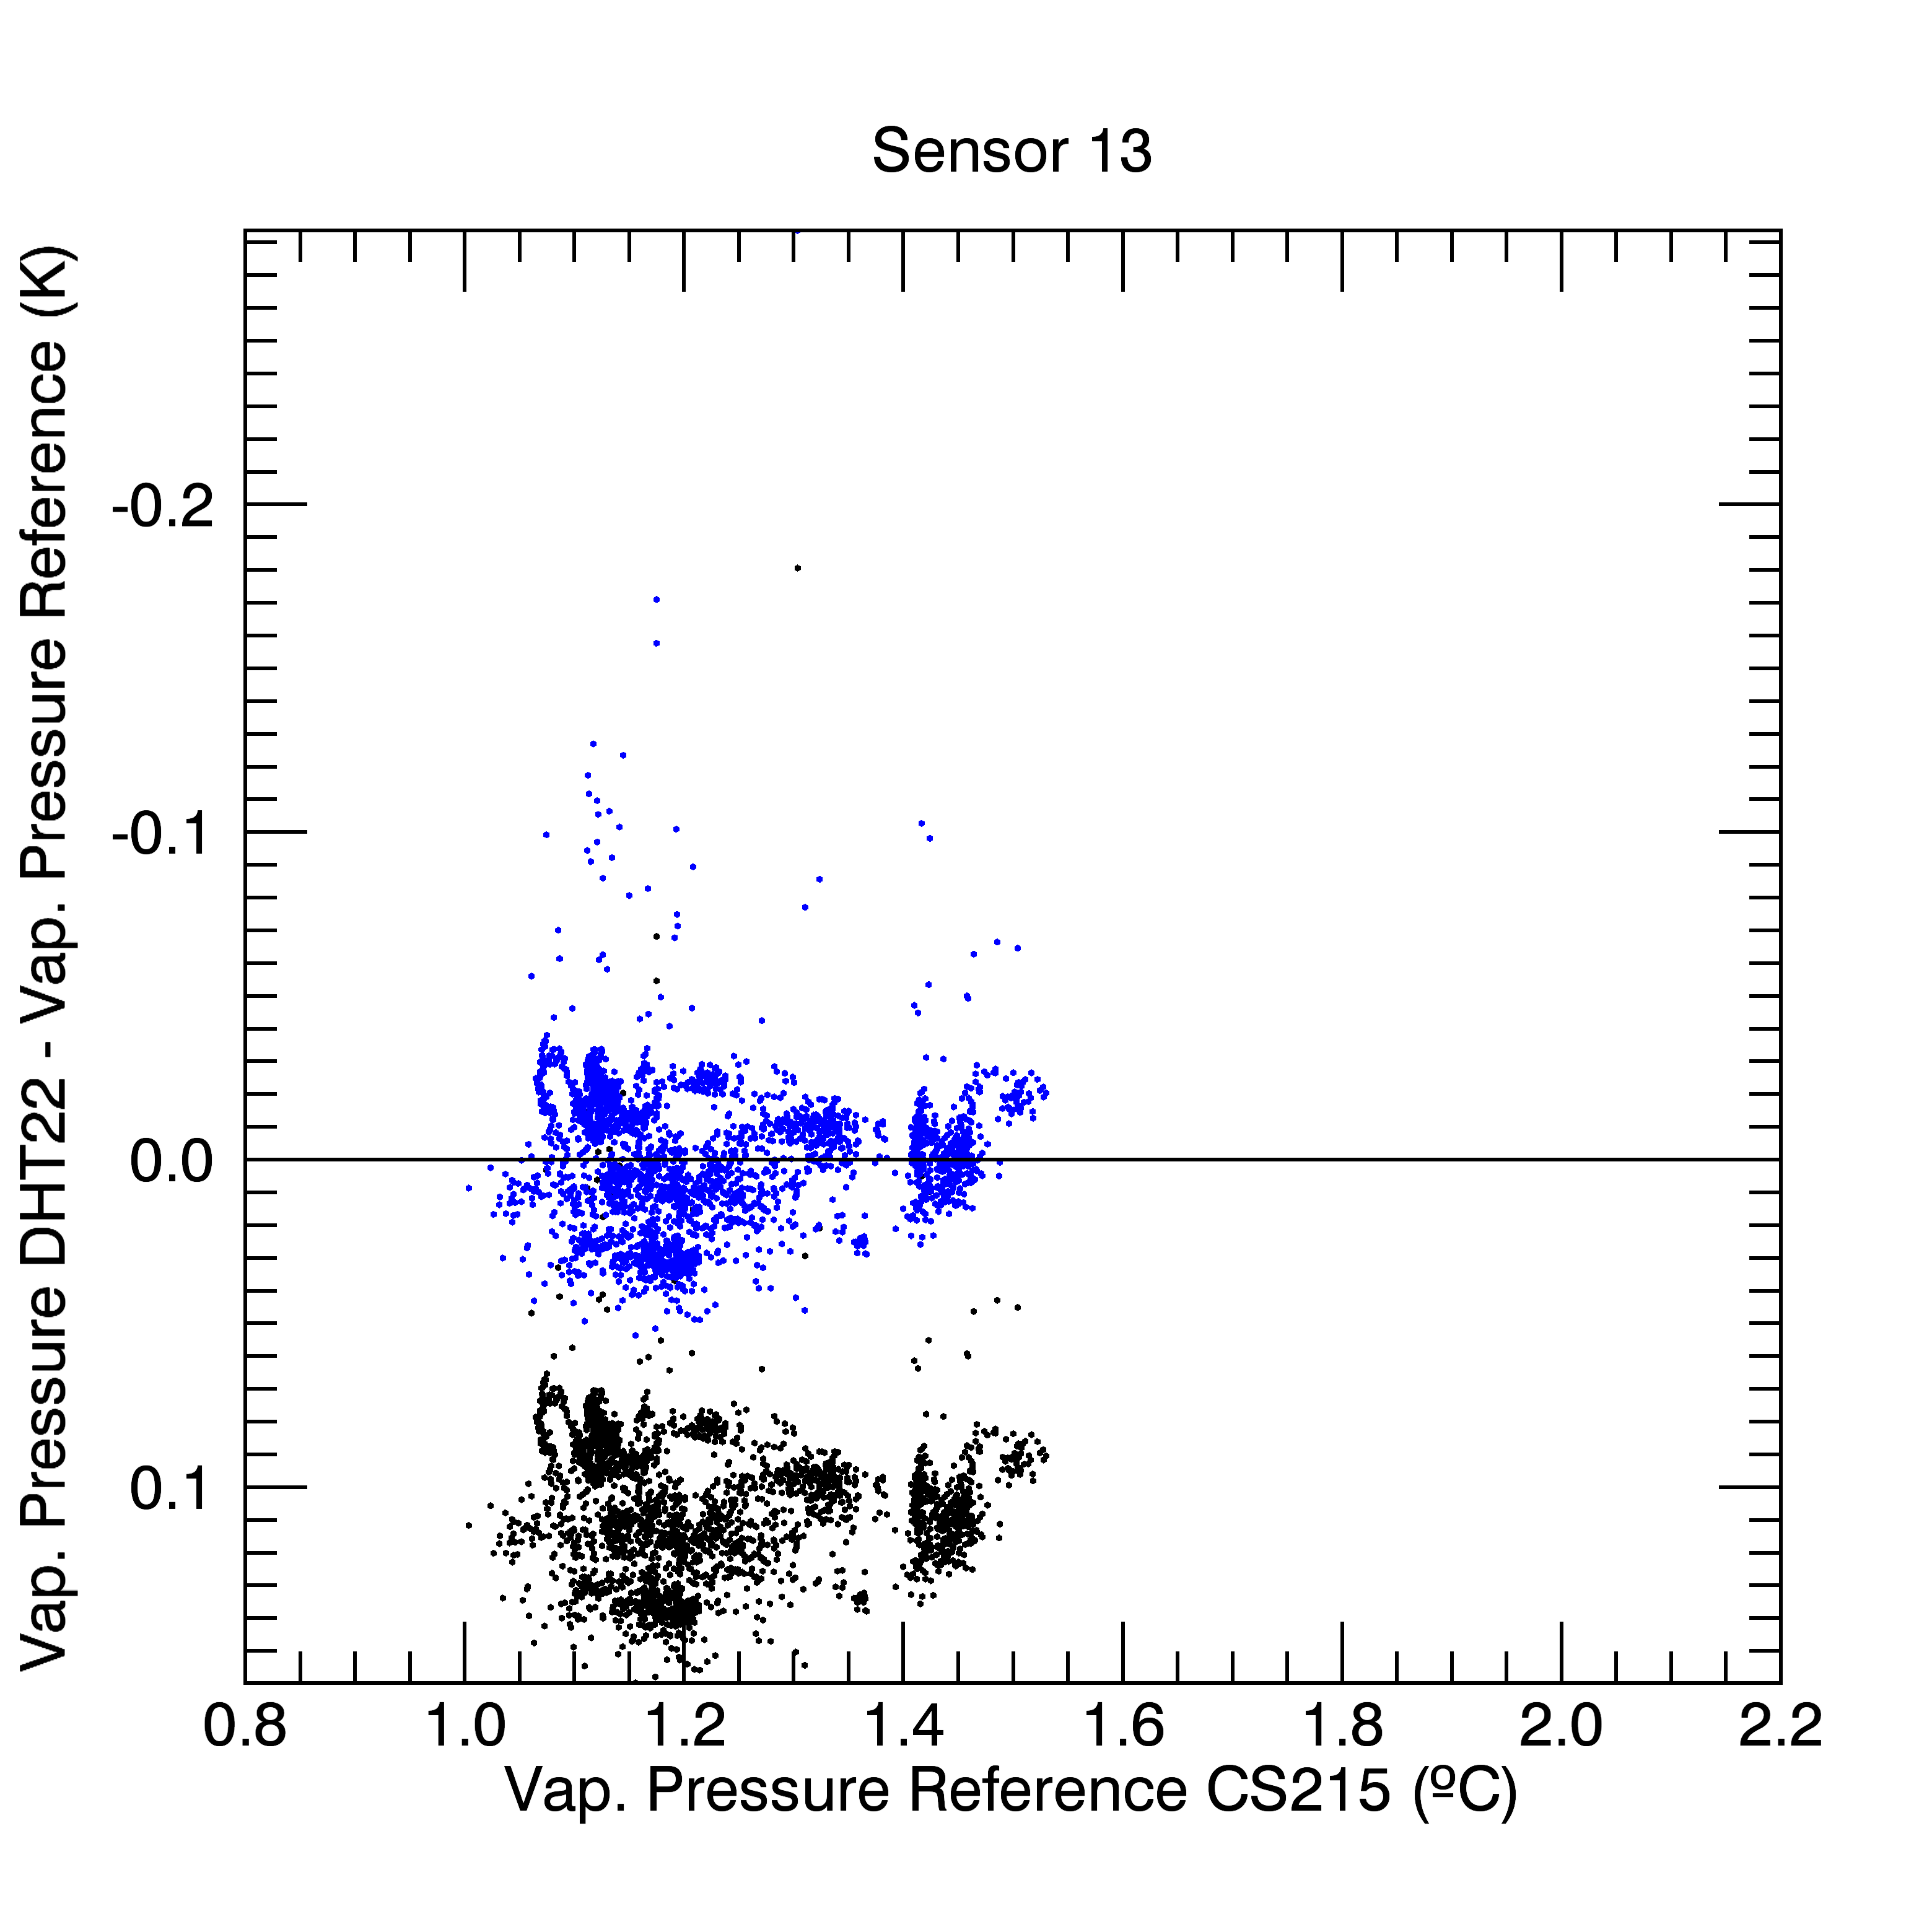 Sensor 13
Vap. Pressure DHT22 - Vap. Pressure Reference (K)
-0.2
-0.1
0.0
0.1
0.8 1.0 1.2 1.4 1.6 1.8 2.0 2.2
Vap. Pressure Reference CS215 (ºC)